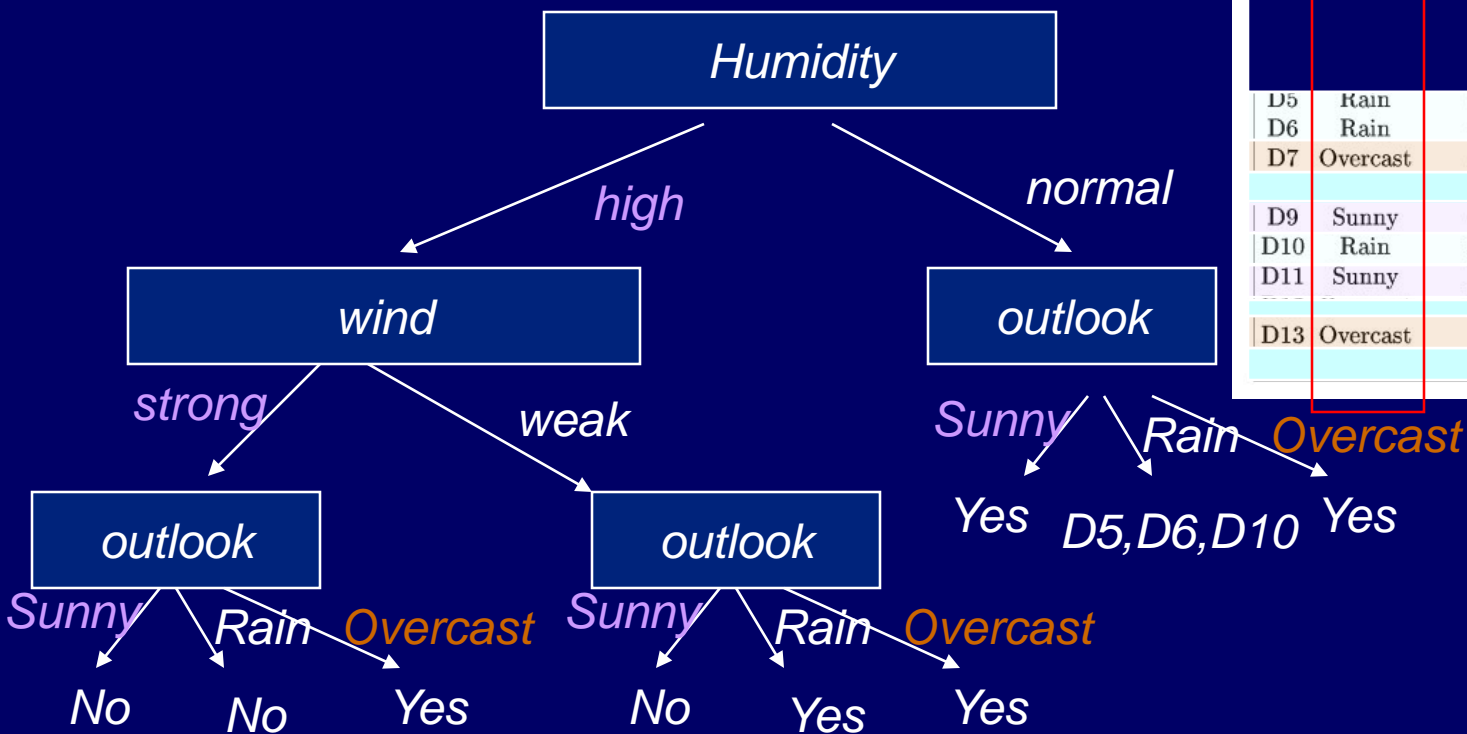 Humidity
high
normal
wind
outlook
strong
weak
Sunny
Rain
Overcast
Yes
D5,D6,D10
Yes
outlook
outlook
Sunny
Rain
Overcast
Sunny
Rain
Overcast
No
No
Yes
No
Yes
Yes
D5 Rain
D6 Rain
D7 Overcast
D9 Sunny
D10 Rain
D11 Sunny
D13 Overcast